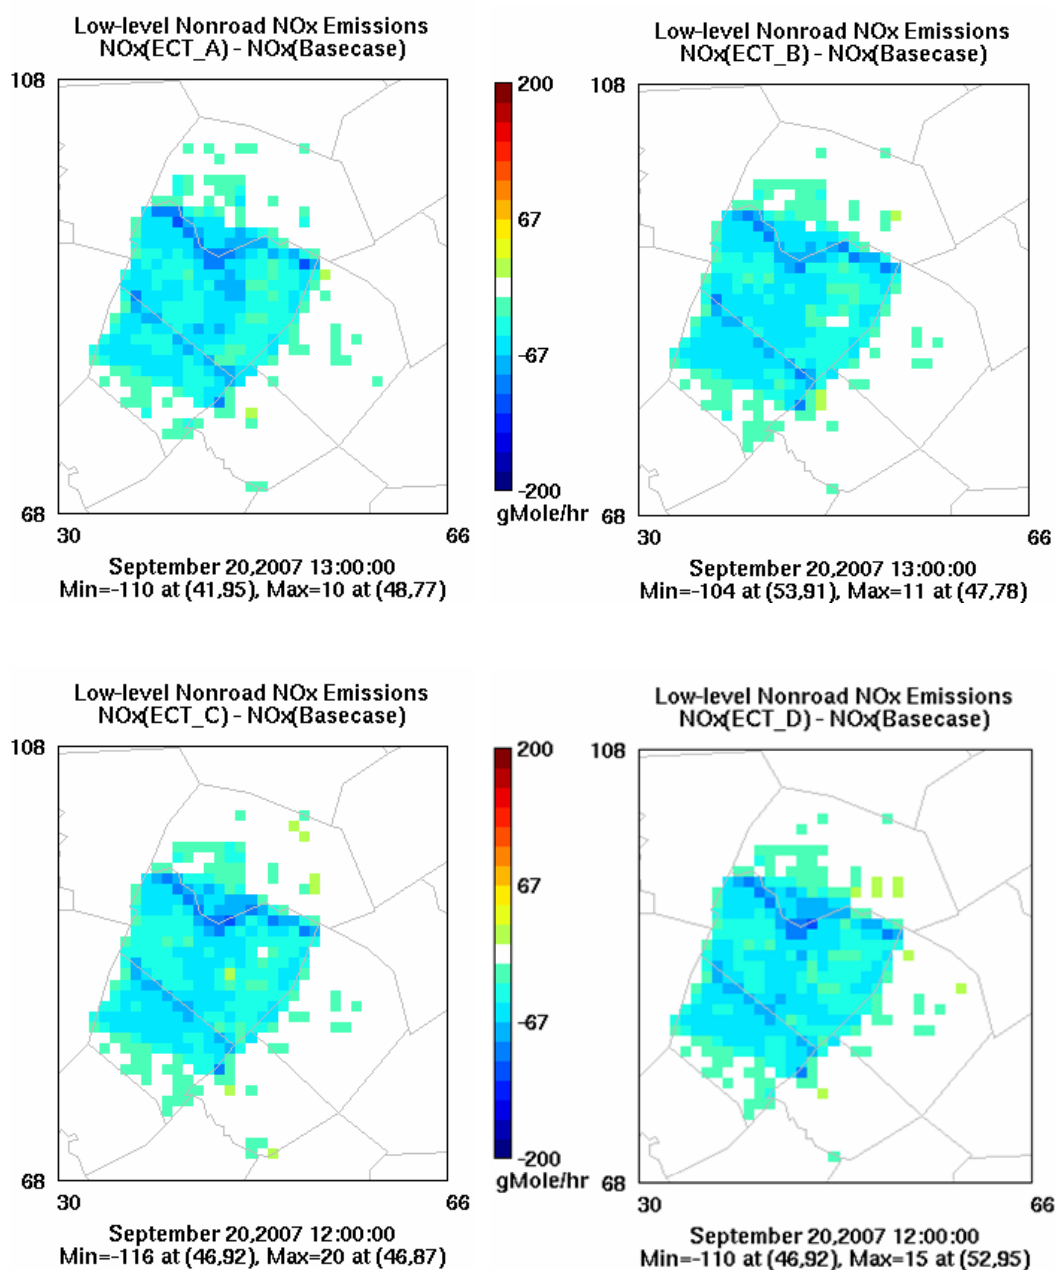 Low-level Nonroad NOx Emissions
NOx(ECT_A) - NOx(Basecase)
108
68
30
66
September 20,2007 13:00:00
Min=-110 at (41,95), Max=10 at (48,77)
200
67
-67
-200
gMole/hr
Low-level Nonroad NOx Emissions
NOx(ECT_B) - NOx(Basecase)
108
68
30
66
September 20,2007 13:00:00
Min=-104 at (53,91), Max=11 at (47,78)
Low-level Nonroad NOx Emissions
NOx(ECT_C) - NOx(Basecase)
108
68
30
66
September 20,2007 12:00:00
Min=-116 at (46,92), Max=20 at (46,87)
200
67
-67
-200
gMole/hr
Low-level Nonroad NOx Emissions
NOx(ECT_D) - NOx(Basecase)
108
68
30
66
September 20,2007 12:00:00
Min=-110 at (46,92), Max=15 at (52,95)